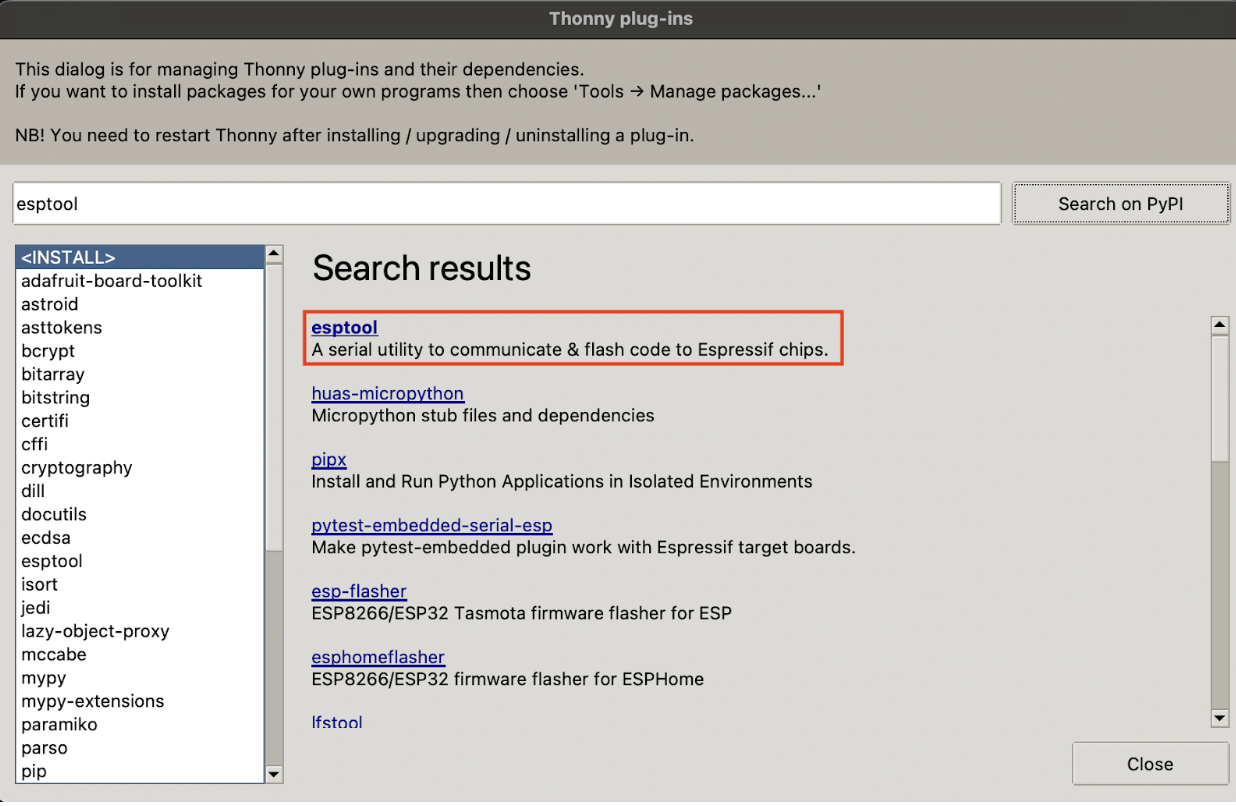 Thonny plug-ins
This dialog is for managing Thonny plug-ins and their dependencies.
If you want to install packages for your own programs then choose 'Tools → Manage packages...'
NB! You need to restart Thonny after installing / upgrading / uninstalling a plug-in.
esptool
Search on PyPI
<INSTALL>
adafruit-board-toolkit
astroid
asttokens
bcrypt
bitarray
bitstring
certifi
cffi
cryptography
dill
docutils
ecdsa
esptool
isort
jedi
lazy-object-proxy
mccabe
mypy
mypy-extensions
paramiko
parso
pip
Search results
esptool
A serial utility to communicate & flash code to Espressif chips.
huas-micropython
Micropython stub files and dependencies
pipx
Install and Run Python Applications in Isolated Environments
pytest-embedded-serial-esp
Make pytest-embedded plugin work with Espressif target boards.
esp-flasher
ESP8266/ESP32 Tasmota firmware flasher for ESP
esphomeflasher
ESP8266/ESP32 firmware flasher for ESPHome
lfstool
Close